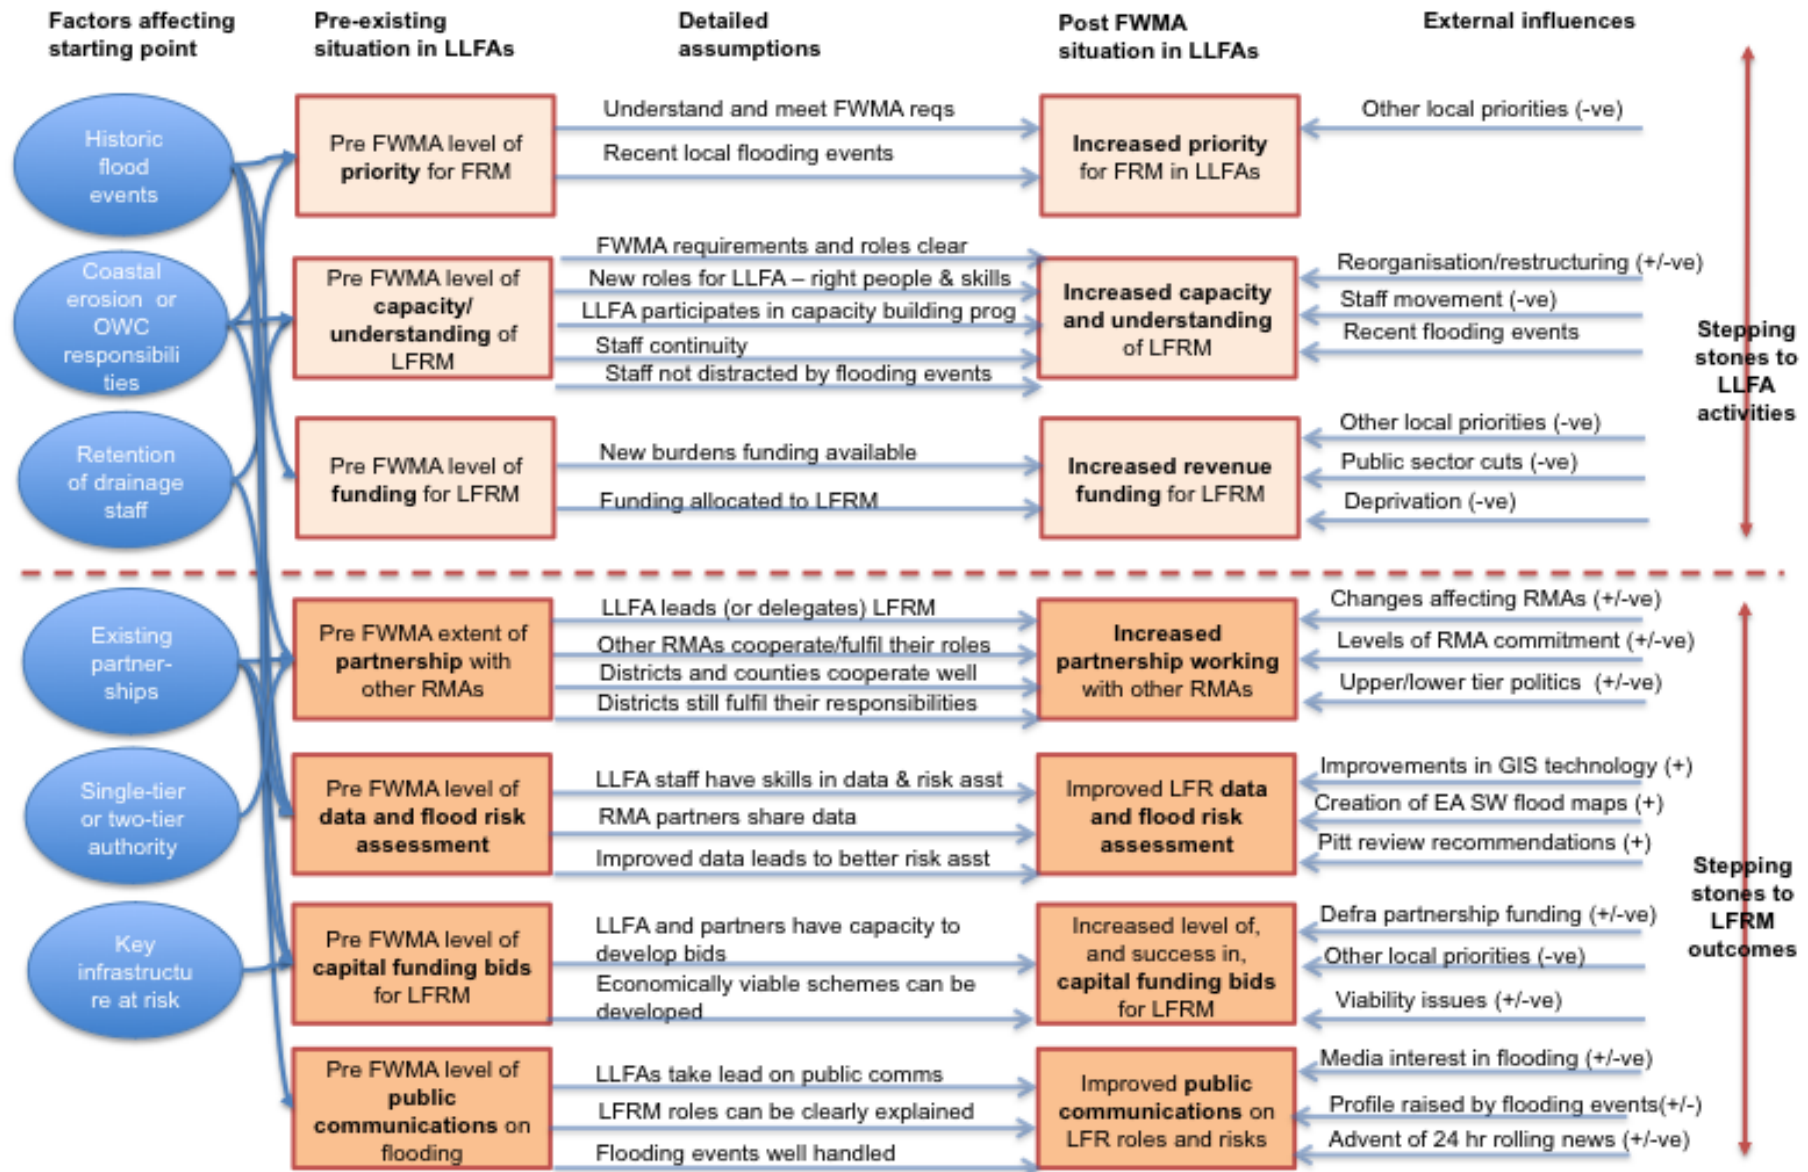 Factors affecting
starting point
Pre-existing
situation in LLFAs
Detailed
assumptions
Post FWMA
situation in LLFAs
External influences
Historic
flood
events
Pre FWMA level of
priority for FRM
Understand and meet FWMA reqs
Recent local flooding events
Increased priority
for FRM in LLFAs
Other local priorities (-ve)
Coastal
erosion or
OWC
responsibili
ties
Pre FWMA level of
capacity/
understanding of
LFRM
FWMA requirements and roles clear
New roles for LLFA – right people & skills
LLFA participates in capacity building prog
Staff continuity
Staff not distracted by flooding events
Increased capacity
and understanding
of LFRM
Reorganisation/restructuring (+/-ve)
Staff movement (-ve)
Recent flooding events
Stepping
stones to
LLFA
activities
Retention
of drainage
staff
Pre FWMA level of
funding for LFRM
New burdens funding available
Funding allocated to LFRM
Increased revenue
funding for LFRM
Other local priorities (-ve)
Public sector cuts (-ve)
Deprivation (-ve)
Existing
partner-
ships
Pre FWMA extent of
partnership with
other RMAs
LLFA leads (or delegates) LFRM
Other RMAs cooperate/fulfil their roles
Districts and counties cooperate well
Districts still fulfil their responsibilities
Increased
partnership working
with other RMAs
Changes affecting RMAs (+/-ve)
Levels of RMA commitment (+/-ve)
Upper/lower tier politics (+/-ve)
Single-tier
or two-tier
authority
Pre FWMA level of
data and flood risk
assessment
LLFA staff have skills in data & risk asst
RMA partners share data
Improved data leads to better risk asst
Improved LFR data
and flood risk
assessment
Improvements in GIS technology (+)
Creation of EA SW flood maps (+)
Pitt review recommendations (+)
Stepping
stones to
LFRM
outcomes
Key
infrastructu
re at risk
Pre FWMA level of
capital funding bids
for LFRM
LLFA and partners have capacity to
develop bids
Economically viable schemes can be
developed
Increased level of,
and success in,
capital funding bids
for LFRM
Defra partnership funding (+/-ve)
Other local priorities (-ve)
Viability issues (+/-ve)
Pre FWMA level of
public
communications on
flooding
LLFAs take lead on public comms
LFRM roles can be clearly explained
Flooding events well handled
Improved public
communications on
LFR roles and risks
Media interest in flooding (+/-ve)
Profile raised by flooding events(+/-)
Advent of 24 hr rolling news (+/-ve)